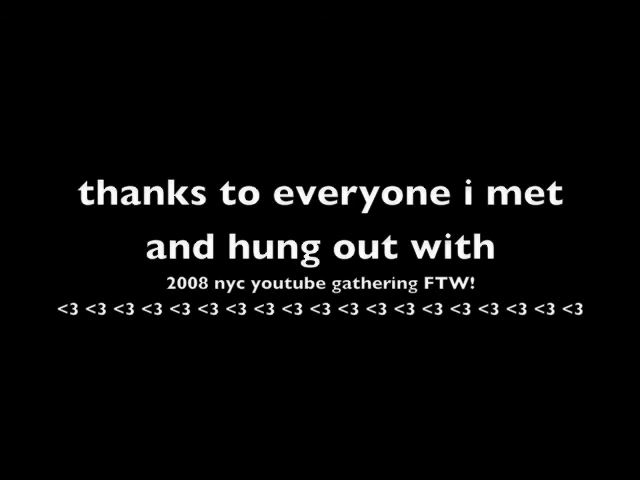 thanks to everyone i met
and hung out with
2008 nyc youtube gathering FTW!
<3 <3 <3 <3 <3 <3 <3 <3 <3 <3 <3 <3 <3 <3 <3 <3 <3 <3 <3